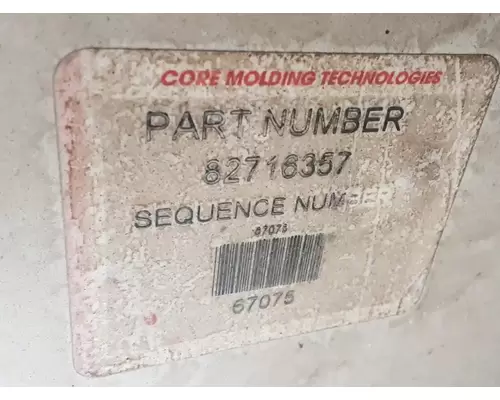 CORE MOLDING TECHNOLOGIES
PART NUMBER
82716357
SEQUENCE NUMBER
67075
67075